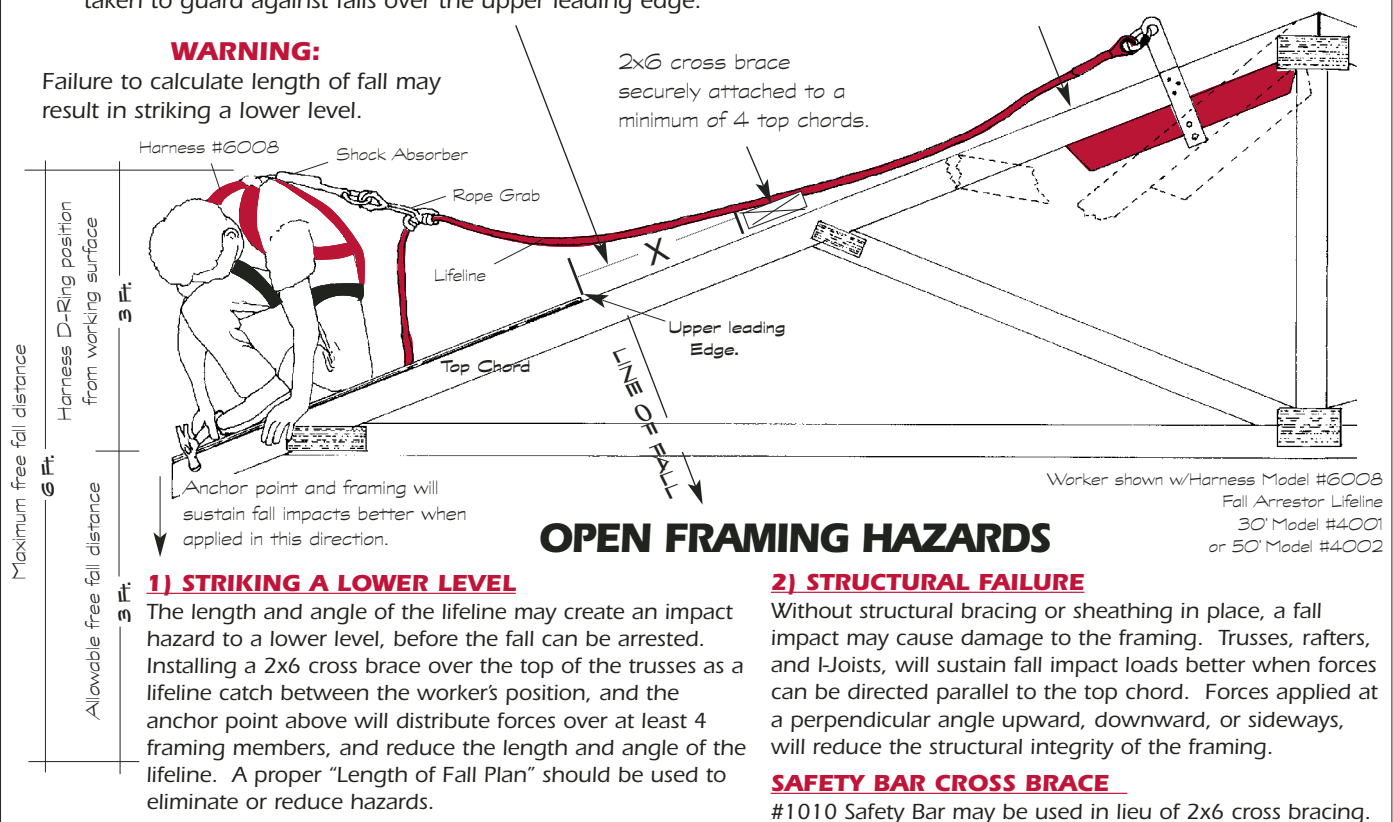 taken to guard against falls over the upper leading edge.
WARNING:
Failure to calculate length of fall may
result in striking a lower level.
2x6 cross brace
securely attached to a
minimum of 4 top chords.
Harness #6008
Shock Absorber
Rope Grab
Lifeline
X
Upper leading
Edge.
Top Chord
LINE OF FALL
Maximum free fall distance
6 Ft.
Harness D-Ring position
from working surface
3 Ft.
Allowable free fall distance
3 Ft.
Anchor point and framing will
sustain fall impacts better when
applied in this direction.
Worker shown w/Harness Model #6008
Fall Arrestor Lifeline
30' Model #4001
or 50' Model #4002
OPEN FRAMING HAZARDS
1) STRIKING A LOWER LEVEL
The length and angle of the lifeline may create an impact
hazard to a lower level, before the fall can be arrested.
Installing a 2x6 cross brace over the top of the trusses as a
lifeline catch between the worker's position, and the
anchor point above will distribute forces over at least 4
framing members, and reduce the length and angle of the
lifeline.  A proper “Length of Fall Plan” should be used to
eliminate or reduce hazards.
2) STRUCTURAL FAILURE
Without structural bracing or sheathing in place, a fall
impact may cause damage to the framing.  Trusses, rafters,
and I-Joists, will sustain fall impact loads better when forces
can be directed parallel to the top chord.  Forces applied at
a perpendicular angle upward, downward, or sideways,
will reduce the structural integrity of the framing.
SAFETY BAR CROSS BRACE
#1010 Safety Bar may be used in lieu of 2x6 cross bracing.